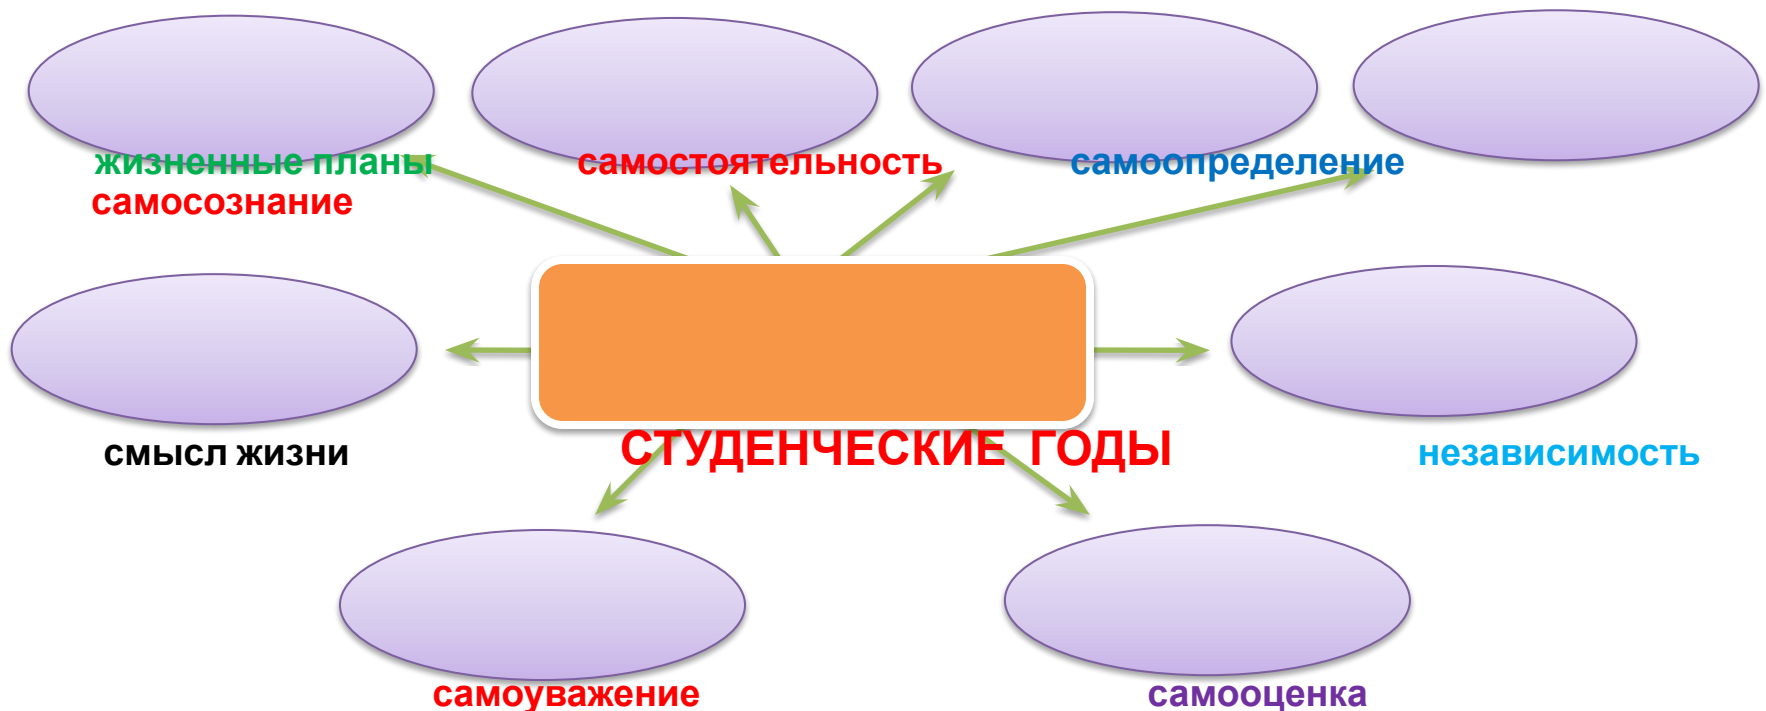 жизненные планы самостоятельность самоопределение
самосознание
СТУДЕНЧЕСКИЕ ГОДЫ
смысл жизни независимость
самоуважение самооценка